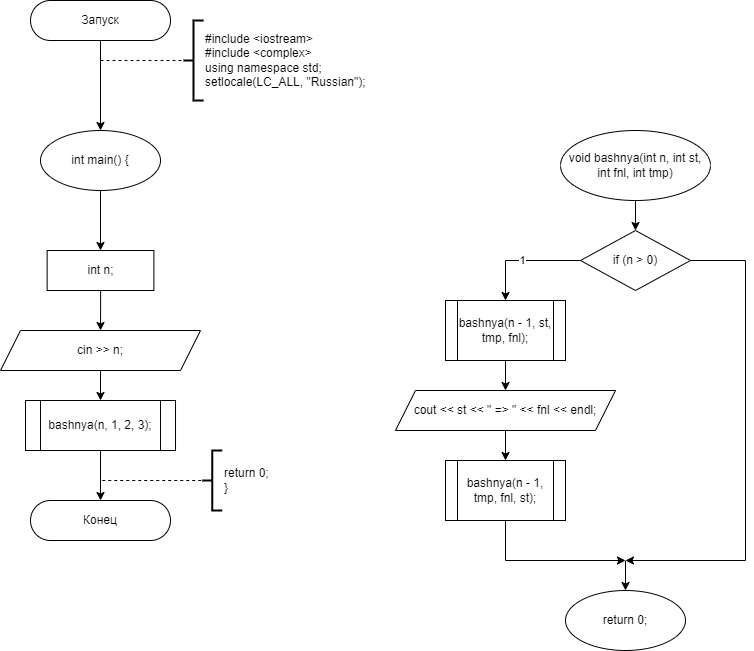 Запуск
#include <iostream>
#include <complex>
using namespace std;
setlocale(LC_ALL, "Russian");
int main() {
int n;
cin >> n;
bashnya(n, 1, 2, 3);
return 0;
}
Конец
void bashnya(int n, int st,
int fnl, int tmp)
if (n > 0)
1
bashnya(n - 1, st,
tmp, fnl);
cout << st << " => " << fnl << endl;
bashnya(n - 1,
tmp, fnl, st);
return 0;